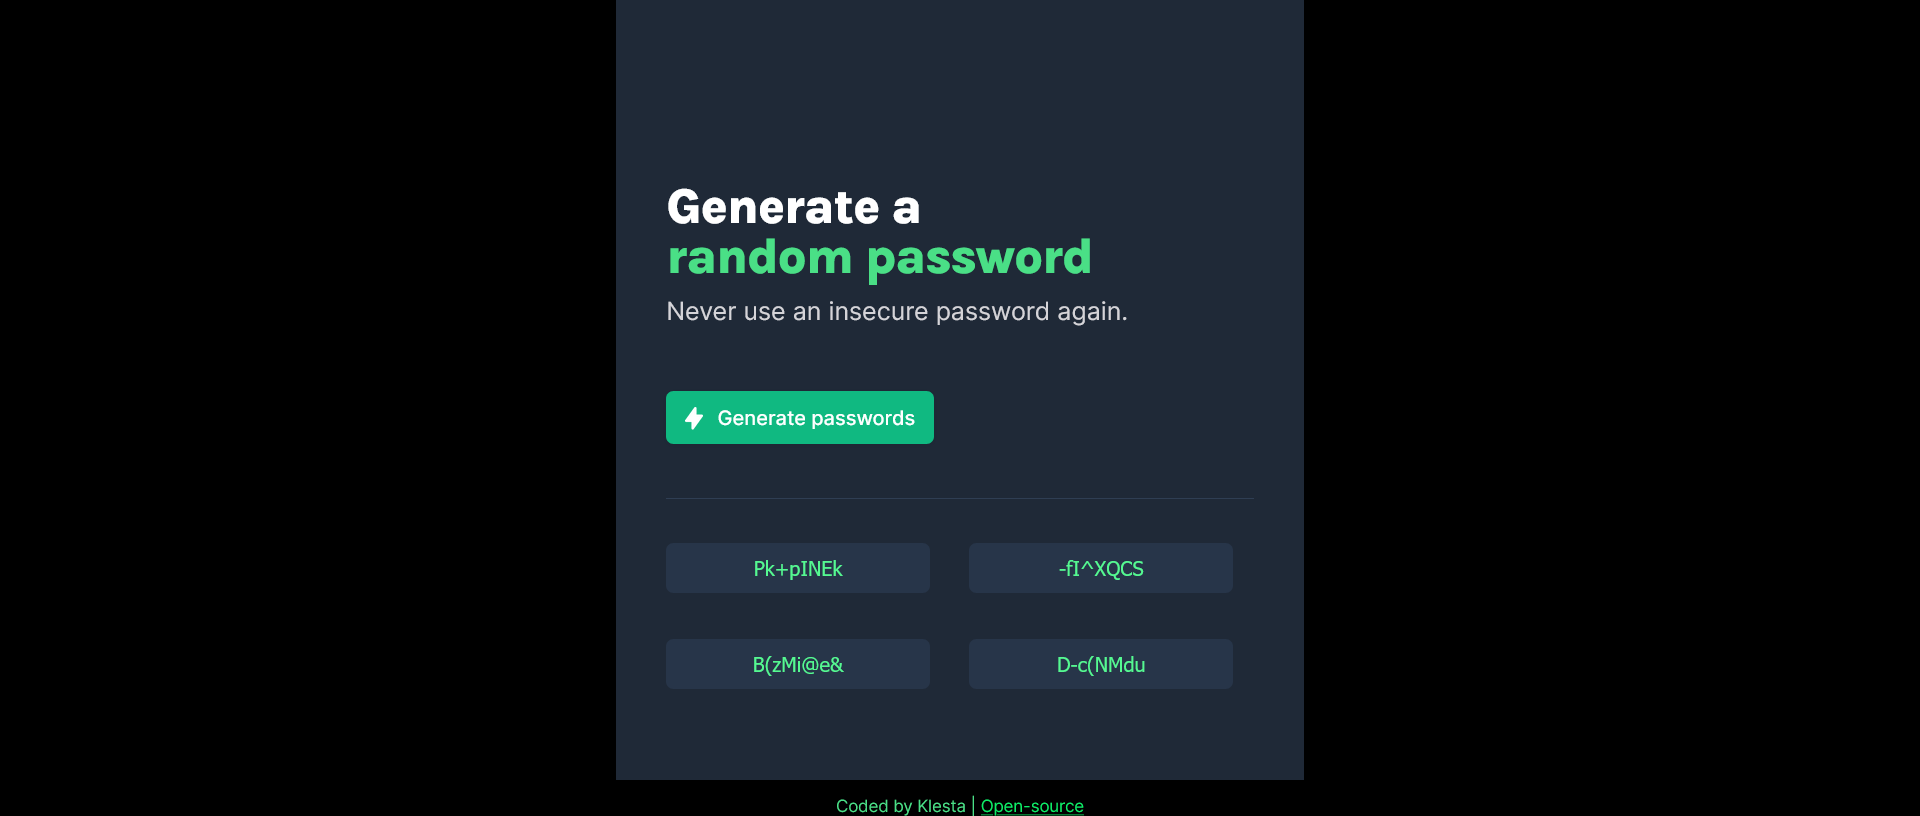 Generate a
random password
Never use an insecure password again.
Generate passwords
Pk+pINEk
-fI^XQCS
B(zMi@e&
D-c(NMdu
Coded by Klesta | Open-source